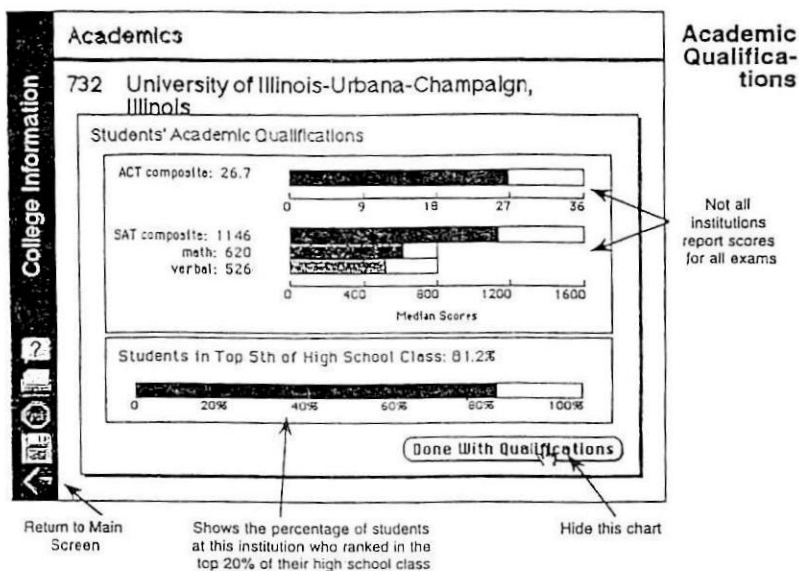 Academics
Academic
Qualifica-
tions
College Information
732 University of Illinois-Urbana-Champaign,
Illinois
Students' Academic Qualifications
ACT composite: 26.7
0 9 18 27 36
SAT composite: 1146
math: 620
verbal: 526
0 400 800 1200 1600
Median Scores
Not all
institutions
report scores
for all exams
Students in Top 5th of High School Class: 81.2%
0 20% 40% 60% 80% 100%
?
Done With Qualifications
Return to Main
Screen
Shows the percentage of students
at this institution who ranked in the
top 20% of their high school class
Hide this chart